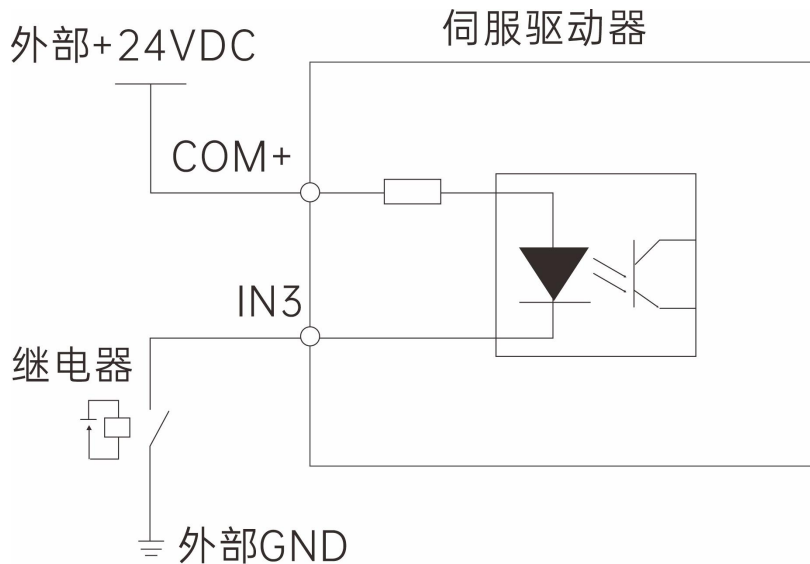 伺服驱动器
外部+24VDC
COM+
IN3
继电器
外部GND